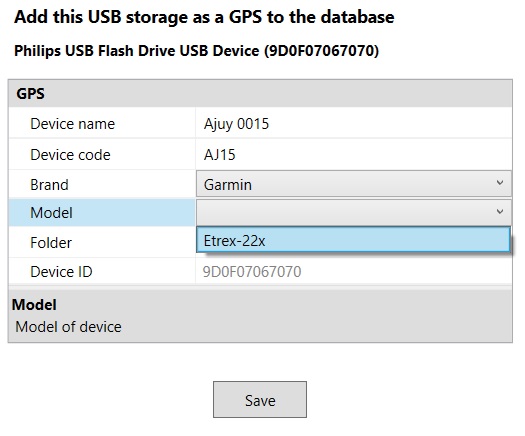 Add this USB storage as a GPS to the database
Philips USB Flash Drive USB Device (9D0F07067070)
GPS
Device name Ajuy 0015
Device code AJ15
Brand Garmin
Model
Etrex-22x
Folder
Device ID 9D0F07067070
Model
Model of device
Save